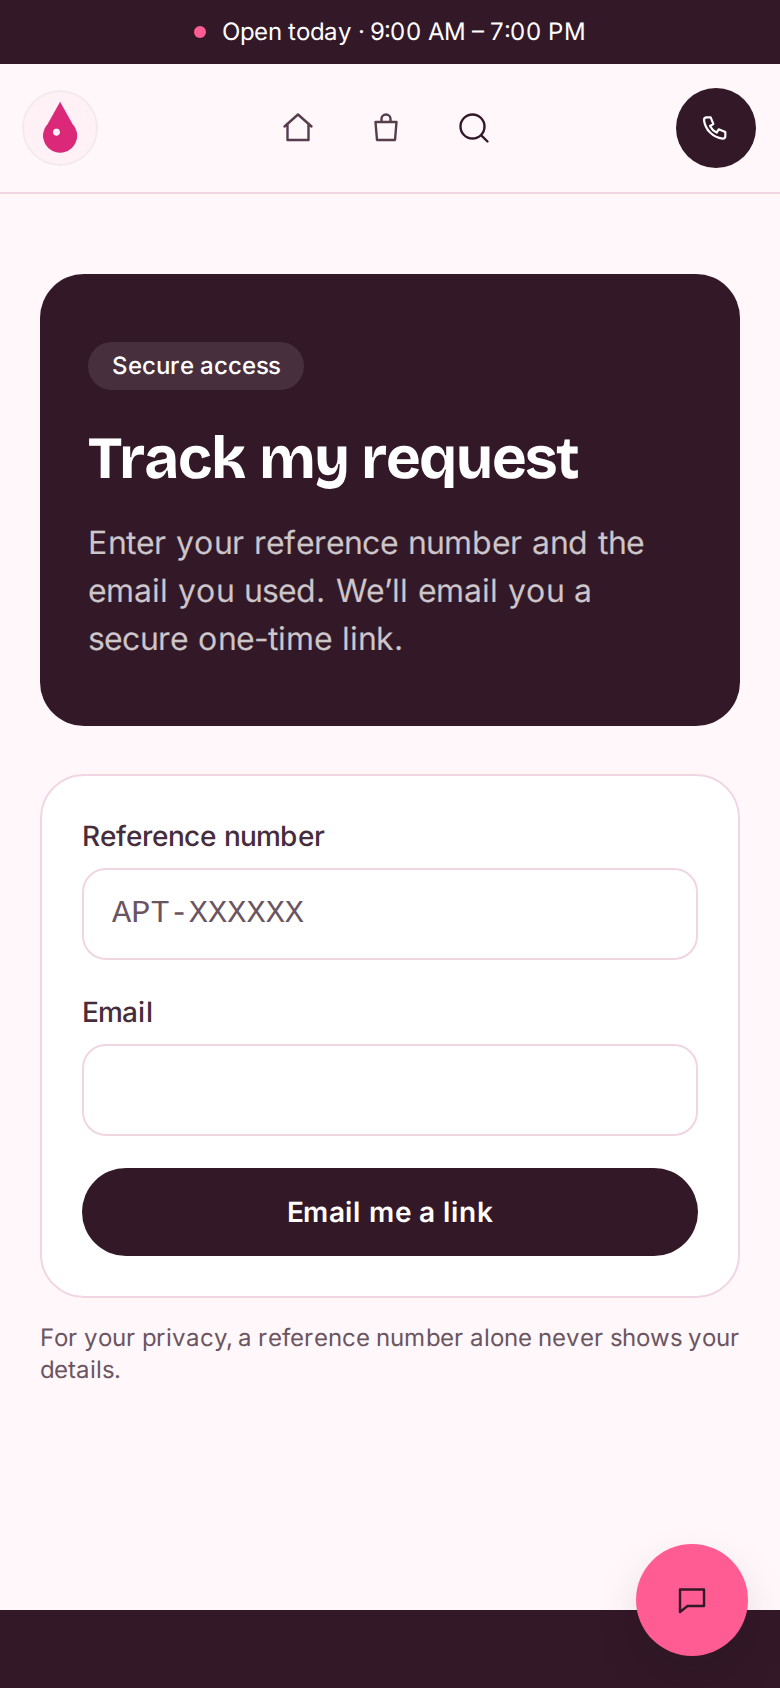 Open today · 9:00 AM – 7:00 PM
Secure access
Track my request
Enter your reference number and the
email you used. We’ll email you a
secure one-time link.
Reference number
APT-XXXXXX
Email
Email me a link
For your privacy, a reference number alone never shows your
details.